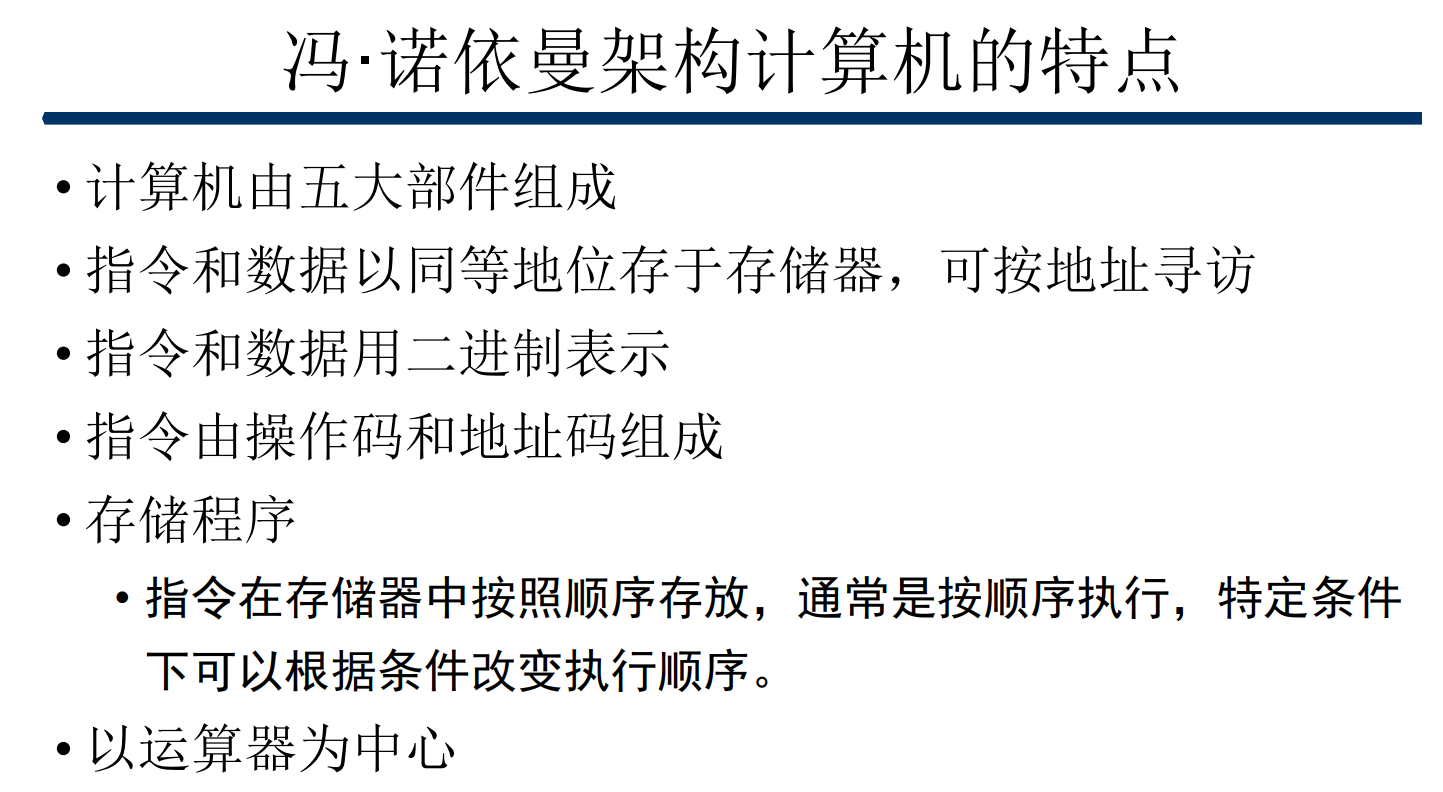 冯·诺依曼架构计算机的特点
• 计算机由五大部件组成
• 指令和数据以同等地位存于存储器，可按地址寻访
• 指令和数据用二进制表示
• 指令由操作码和地址码组成
• 存储程序
• 指令在存储器中按照顺序存放，通常是按顺序执行，特定条件
下可以根据条件改变执行顺序。
• 以运算器为中心